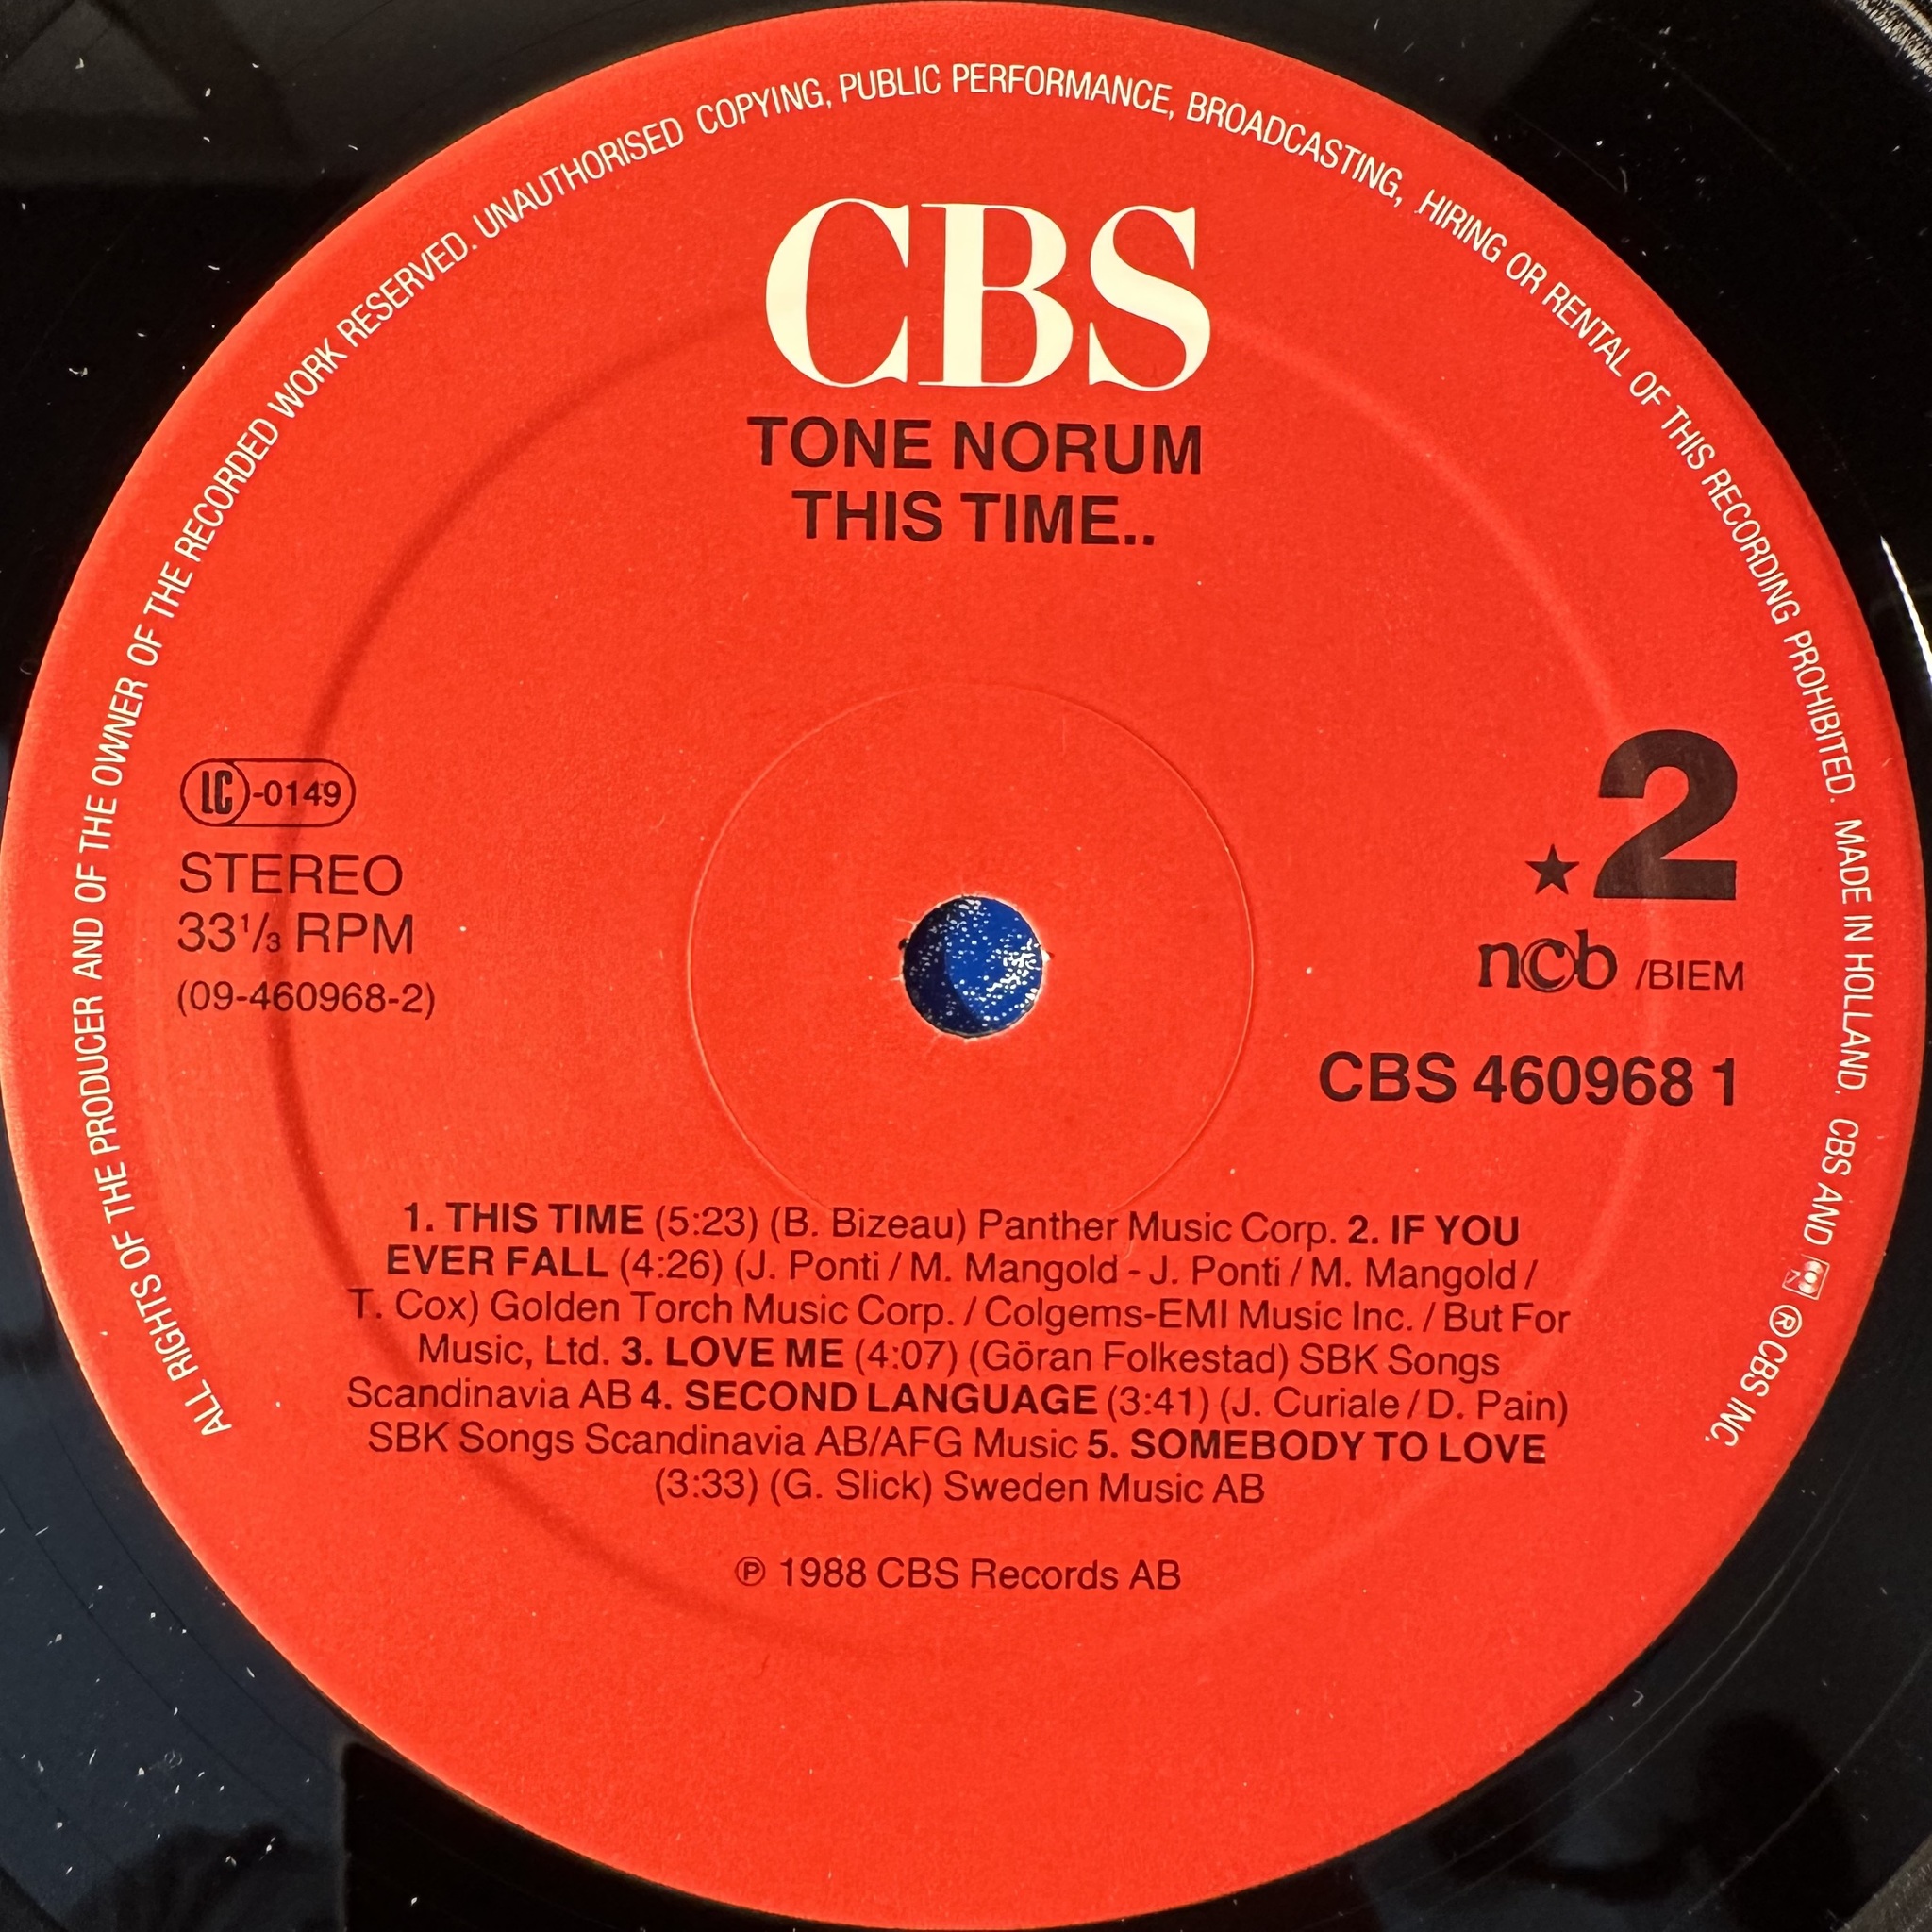 ALL RIGHTS OF THE PRODUCER AND OF THE OWNER OF THE RECORDED WORK RESERVED. UNAUTHORISED COPYING, PUBLIC PERFORMANCE, BROADCASTING, HIRING OR RENTAL OF THIS RECORDING PROHIBITED. MADE IN HOLLAND. CBS AND ® CBS INC.
CBS
TONE NORUM
THIS TIME..
LC-0149
STEREO
33⅓ RPM
(09-460968-2)
★2
ncb /BIEM
CBS 460968 1
1. THIS TIME (5:23) (B. Bizeau) Panther Music Corp. 2. IF YOU
EVER FALL (4:26) (J. Ponti / M. Mangold - J. Ponti / M. Mangold /
T. Cox) Golden Torch Music Corp. / Colgems-EMI Music Inc. / But For
Music, Ltd. 3. LOVE ME (4:07) (Göran Folkestad) SBK Songs
Scandinavia AB 4. SECOND LANGUAGE (3:41) (J. Curiale / D. Pain)
SBK Songs Scandinavia AB/AFG Music 5. SOMEBODY TO LOVE
(3:33) (G. Slick) Sweden Music AB
℗ 1988 CBS Records AB